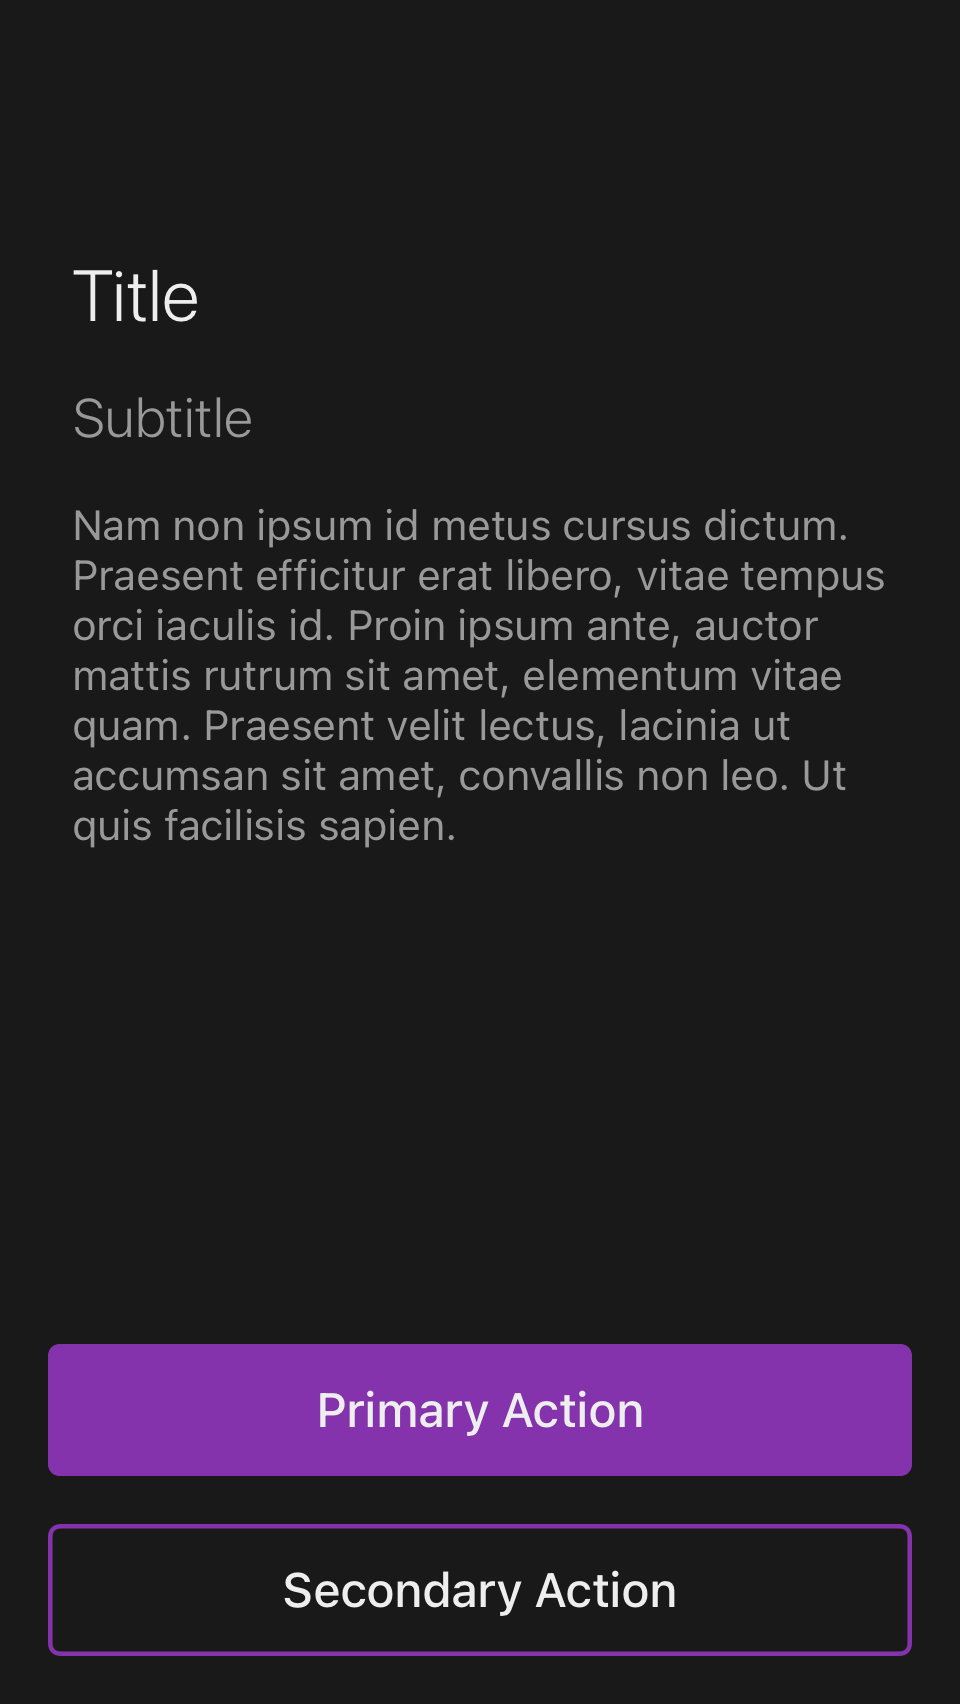 Title
Subtitle
Nam non ipsum id metus cursus dictum.
Praesent efficitur erat libero, vitae tempus
orci iaculis id. Proin ipsum ante, auctor
mattis rutrum sit amet, elementum vitae
quam. Praesent velit lectus, lacinia ut
accumsan sit amet, convallis non leo. Ut
quis facilisis sapien.
Primary Action
Secondary Action